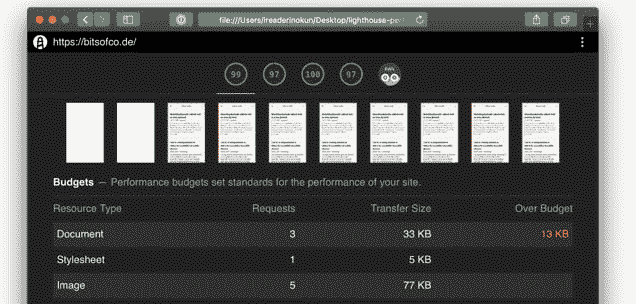 file:///Users/ireaderinokun/Desktop/lighthouse-per
https://bitsofco.de/
99 97 100 97
Budgets — Performance budgets set standards for the performance of your site.
Resource Type Requests Transfer Size Over Budget
Document 3 33 KB 13 KB
Stylesheet 1 5 KB
Image 5 77 KB